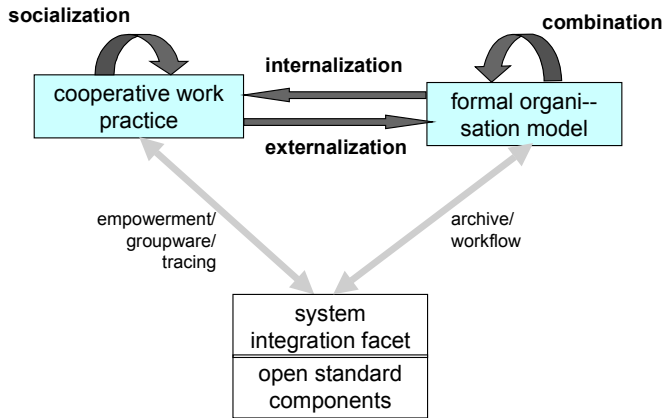 socialization
combination
internalization
cooperative work
practice
formal organi--
sation model
externalization
empowerment/
groupware/
tracing
archive/
workflow
system
integration facet
open standard
components